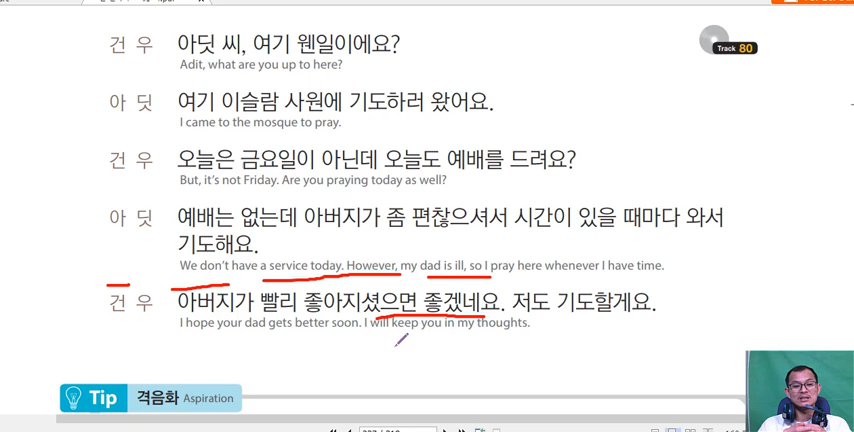 Track 80
건 우 아딧 씨, 여기 웬일이에요?
Adit, what are you up to here?
아 딧 여기 이슬람 사원에 기도하러 왔어요.
I came to the mosque to pray.
건 우 오늘은 금요일이 아닌데 오늘도 예배를 드려요?
But, it's not Friday. Are you praying today as well?
아 딧 예배는 없는데 아버지가 좀 편찮으셔서 시간이 있을 때마다 와서
기도해요.
We don't have a service today. However, my dad is ill, so I pray here whenever I have time.
건 우 아버지가 빨리 좋아지셨으면 좋겠네요. 저도 기도할게요.
I hope your dad gets better soon. I will keep you in my thoughts.
Tip 격음화 Aspiration